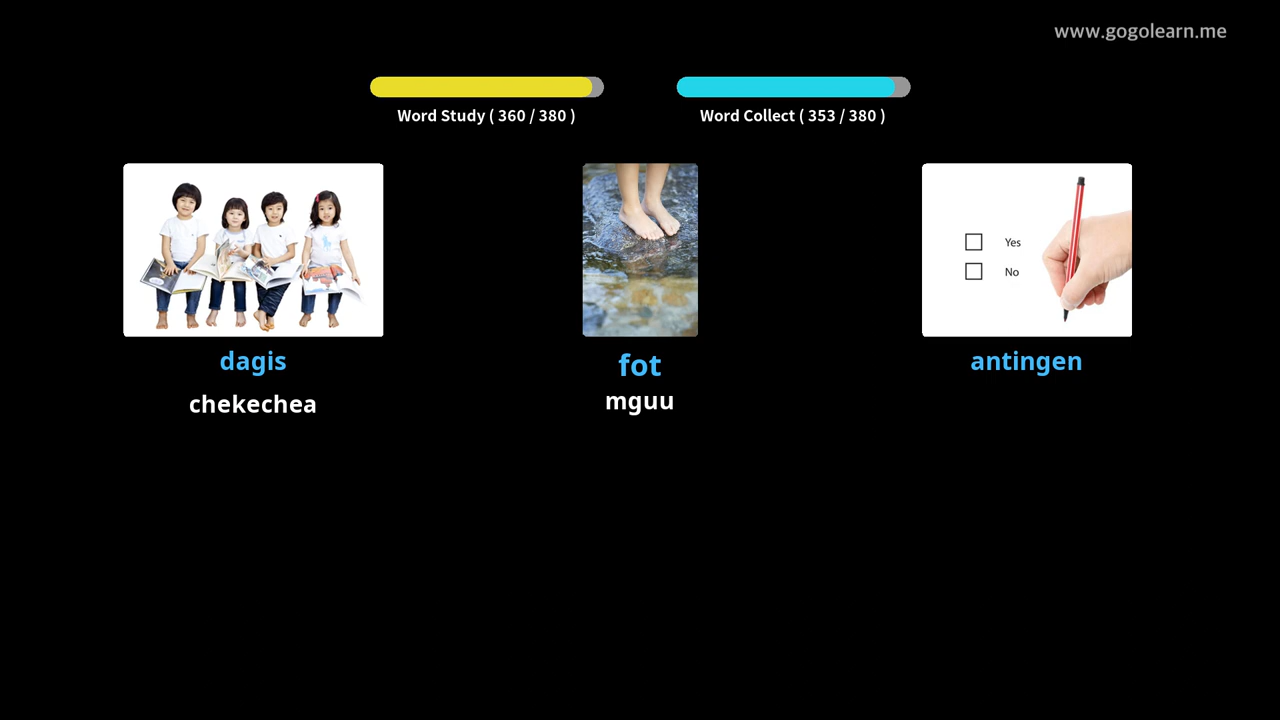 www.gogolearn.me
Word Study ( 360 / 380 )
Word Collect ( 353 / 380 )
Yes
No
dagis
fot
antingen
chekechea
mguu